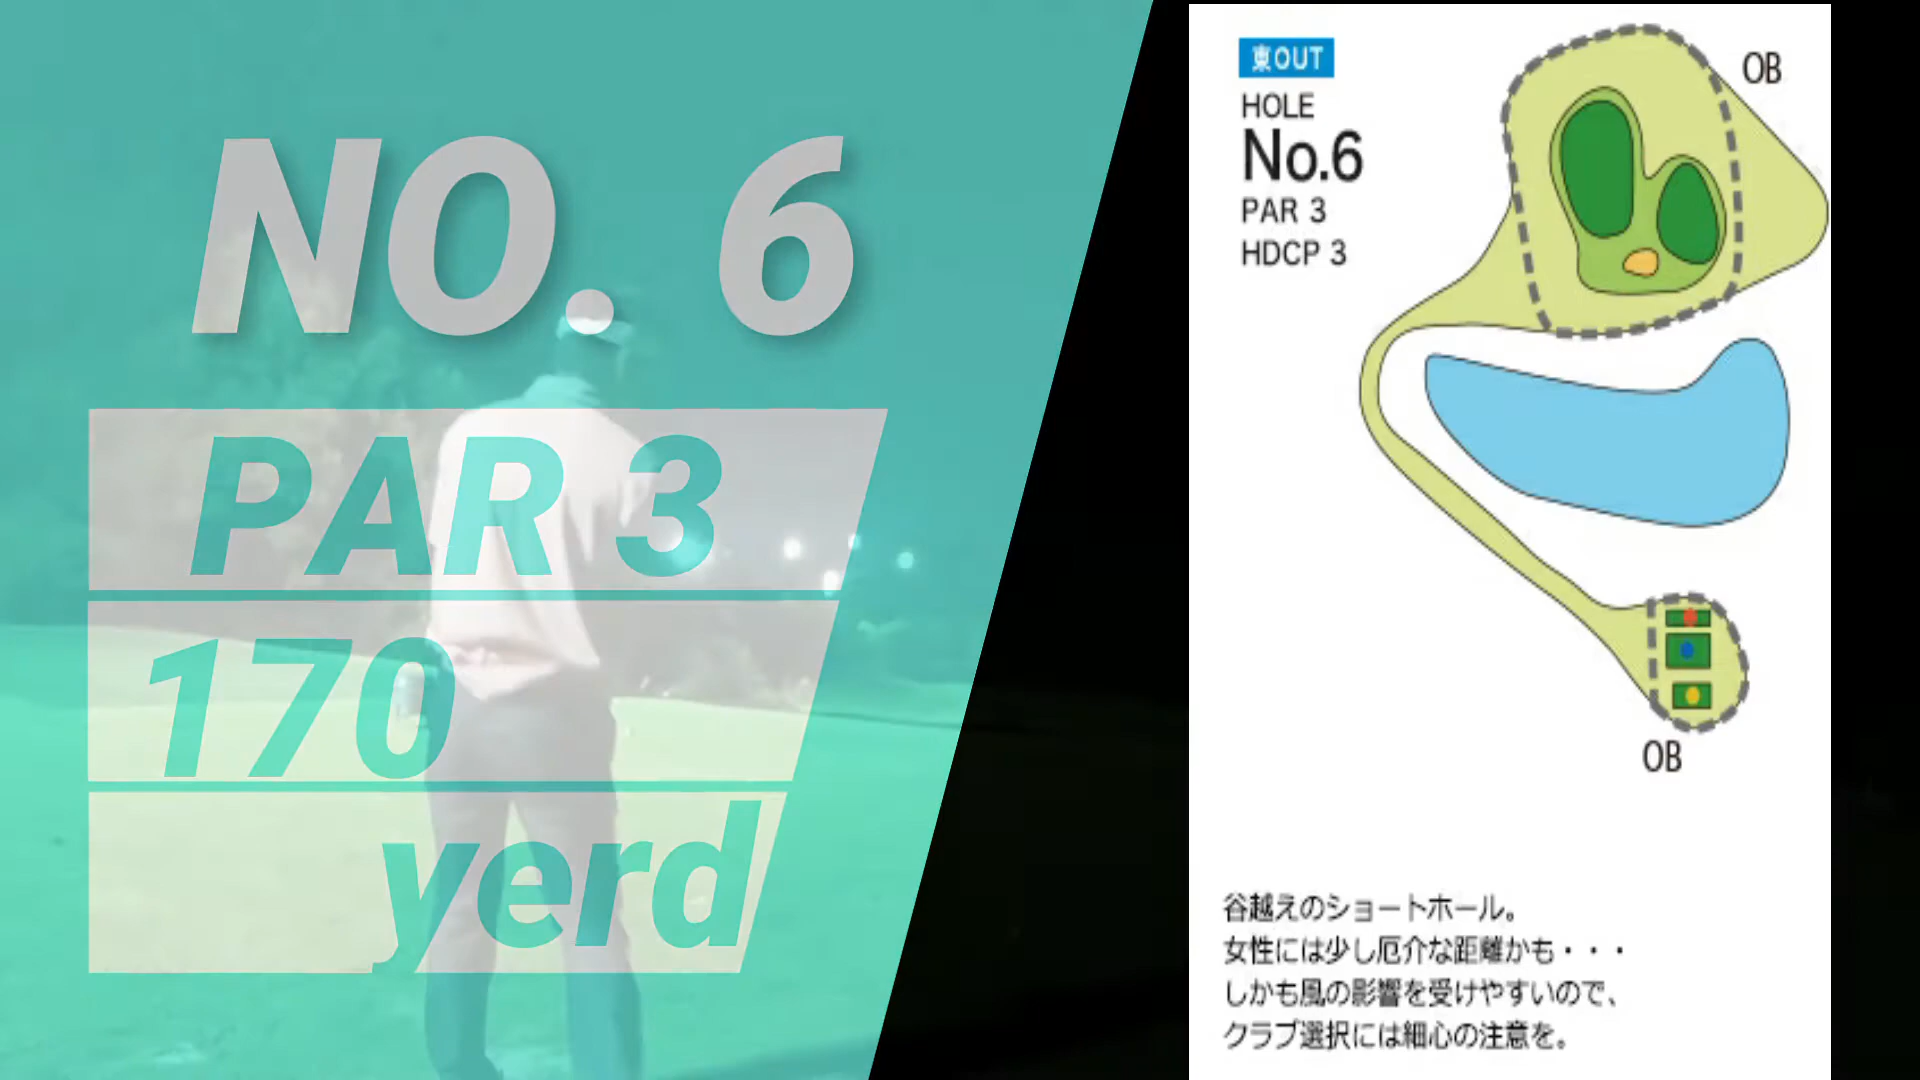 NO. 6
PAR 3
170
yerd
東OUT
HOLE
No.6
PAR 3
HDCP 3
OB
OB
谷越えのショートホール。
女性には少し厄介な距離かも・・・
しかも風の影響を受けやすいので、
クラブ選択には細心の注意を。